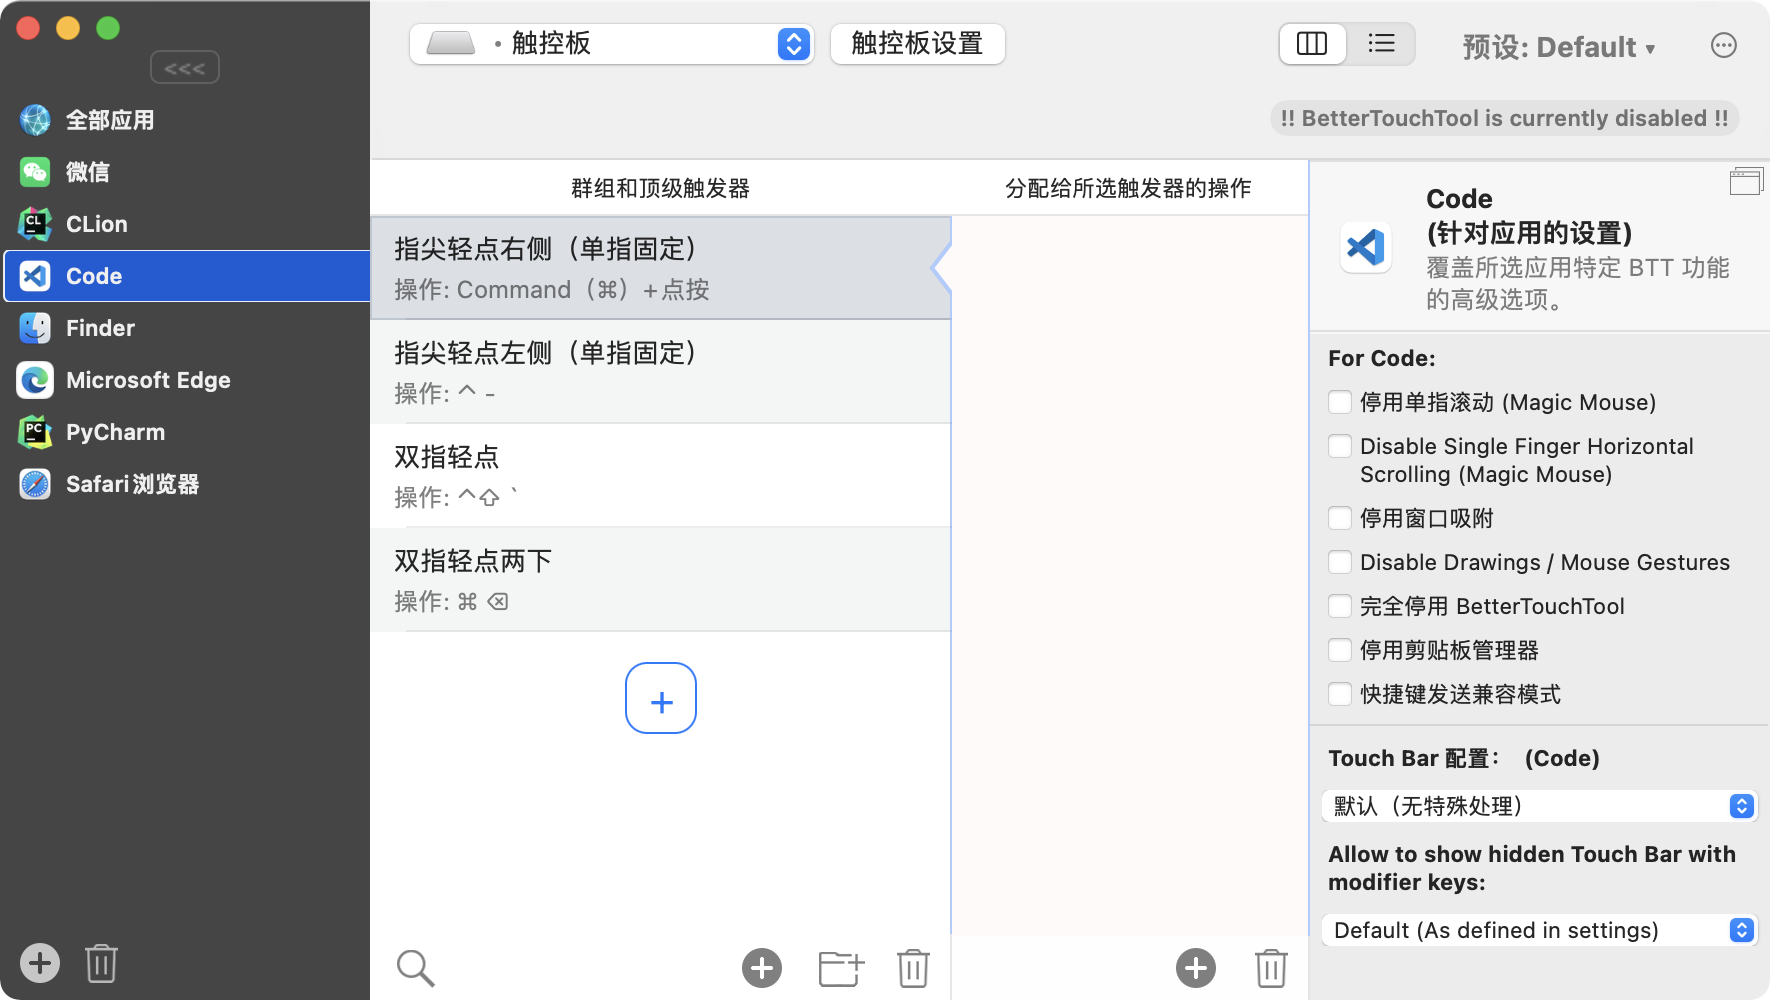 <<<
全部应用
微信
CLion
Code
Finder
Microsoft Edge
PyCharm
Safari浏览器
• 触控板
触控板设置
预设: Default ▾
!! BetterTouchTool is currently disabled !!
群组和顶级触发器
分配给所选触发器的操作
指尖轻点右侧（单指固定）
操作: Command（⌘）+点按
指尖轻点左侧（单指固定）
操作: ^ -
双指轻点
操作: ^⇧ `
双指轻点两下
操作: ⌘ ⌫
+
Code
(针对应用的设置)
覆盖所选应用特定 BTT 功能
的高级选项。
For Code:
停用单指滚动 (Magic Mouse)
Disable Single Finger Horizontal
Scrolling (Magic Mouse)
停用窗口吸附
Disable Drawings / Mouse Gestures
完全停用 BetterTouchTool
停用剪贴板管理器
快捷键发送兼容模式
Touch Bar 配置： (Code)
默认（无特殊处理）
Allow to show hidden Touch Bar with
modifier keys:
Default (As defined in settings)